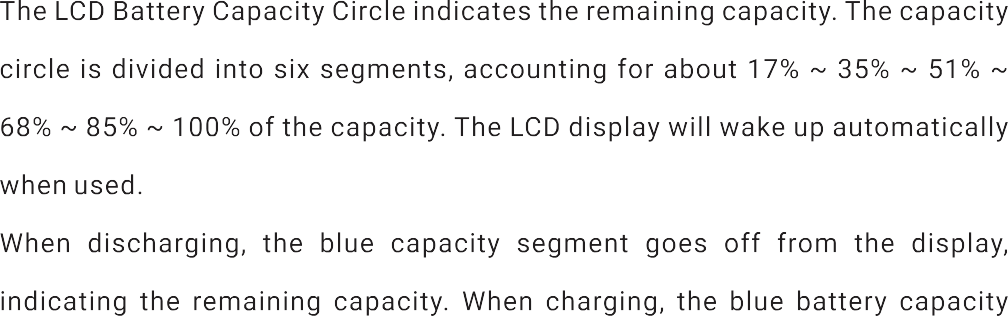 The LCD Battery Capacity Circle indicates the remaining capacity. The capacity
circle is divided into six segments, accounting for about 17% ~ 35% ~ 51% ~
68% ~ 85% ~ 100% of the capacity. The LCD display will wake up automatically
when used.
When discharging, the blue capacity segment goes off from the display,
indicating the remaining capacity. When charging, the blue battery capacity